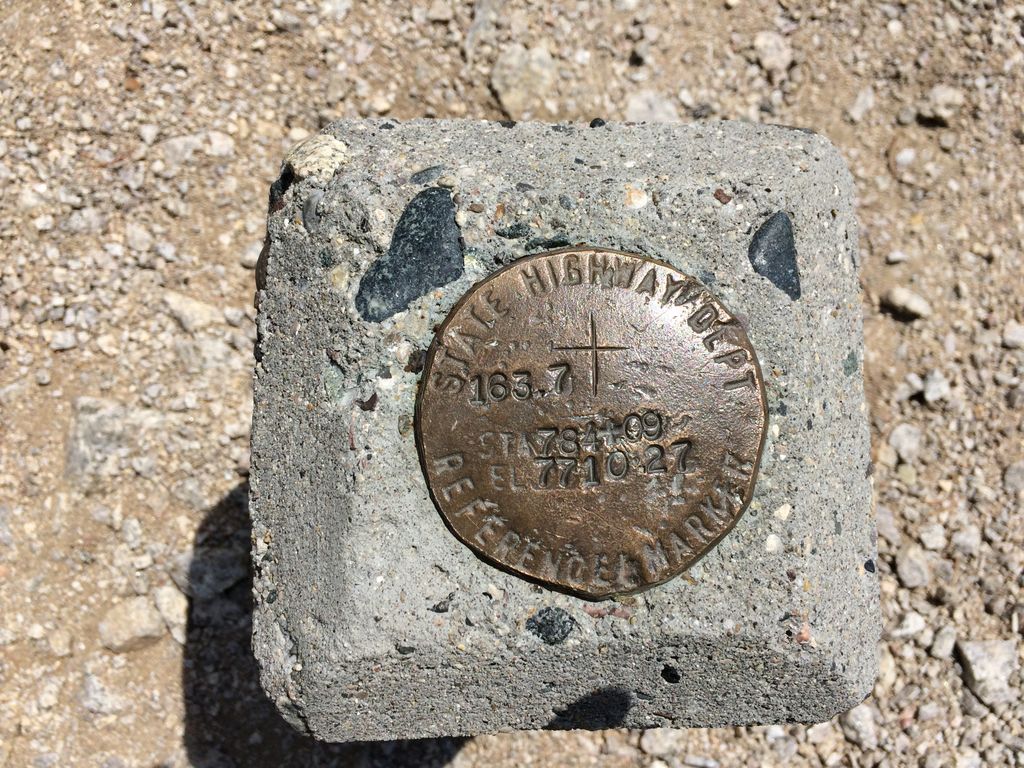 STATE HIGHWAY DEPT
163.7
STA 784+09
EL 7710.27
REFERENCE MARKER